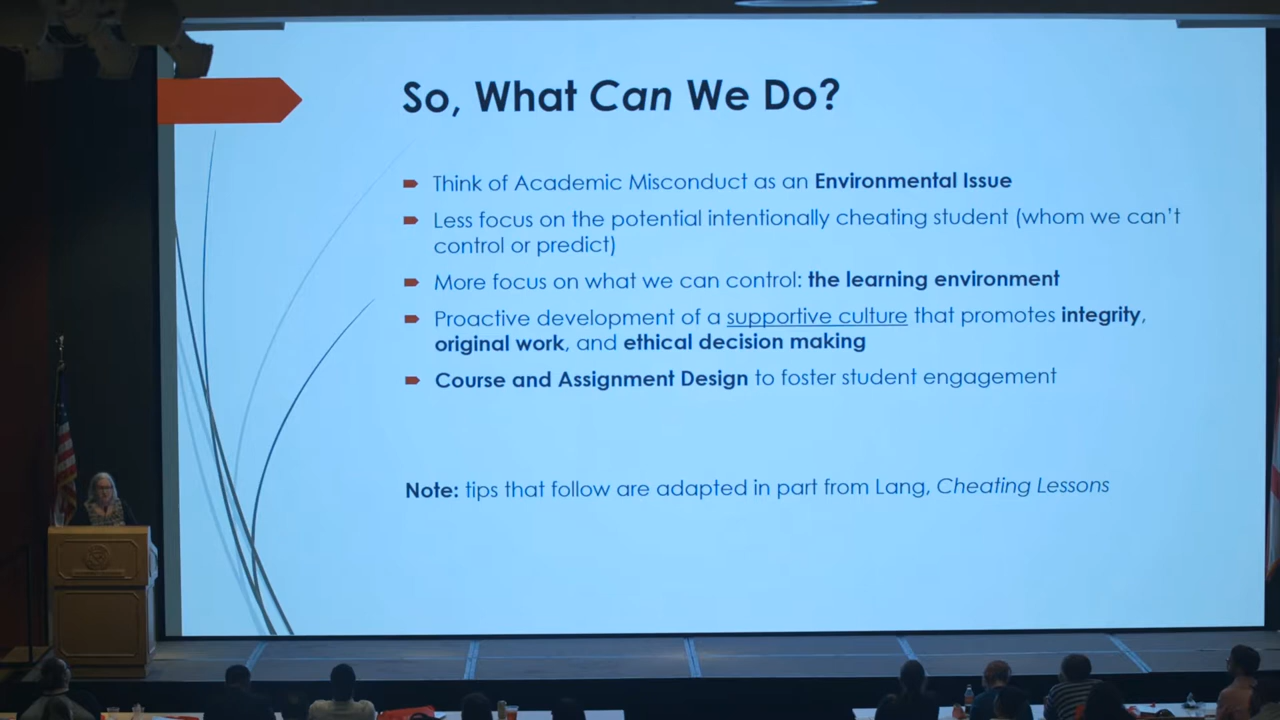 So, What Can We Do?
Think of Academic Misconduct as an Environmental Issue
Less focus on the potential intentionally cheating student (whom we can't
control or predict)
More focus on what we can control: the learning environment
Proactive development of a supportive culture that promotes integrity,
original work, and ethical decision making
Course and Assignment Design to foster student engagement
Note: tips that follow are adapted in part from Lang, Cheating Lessons